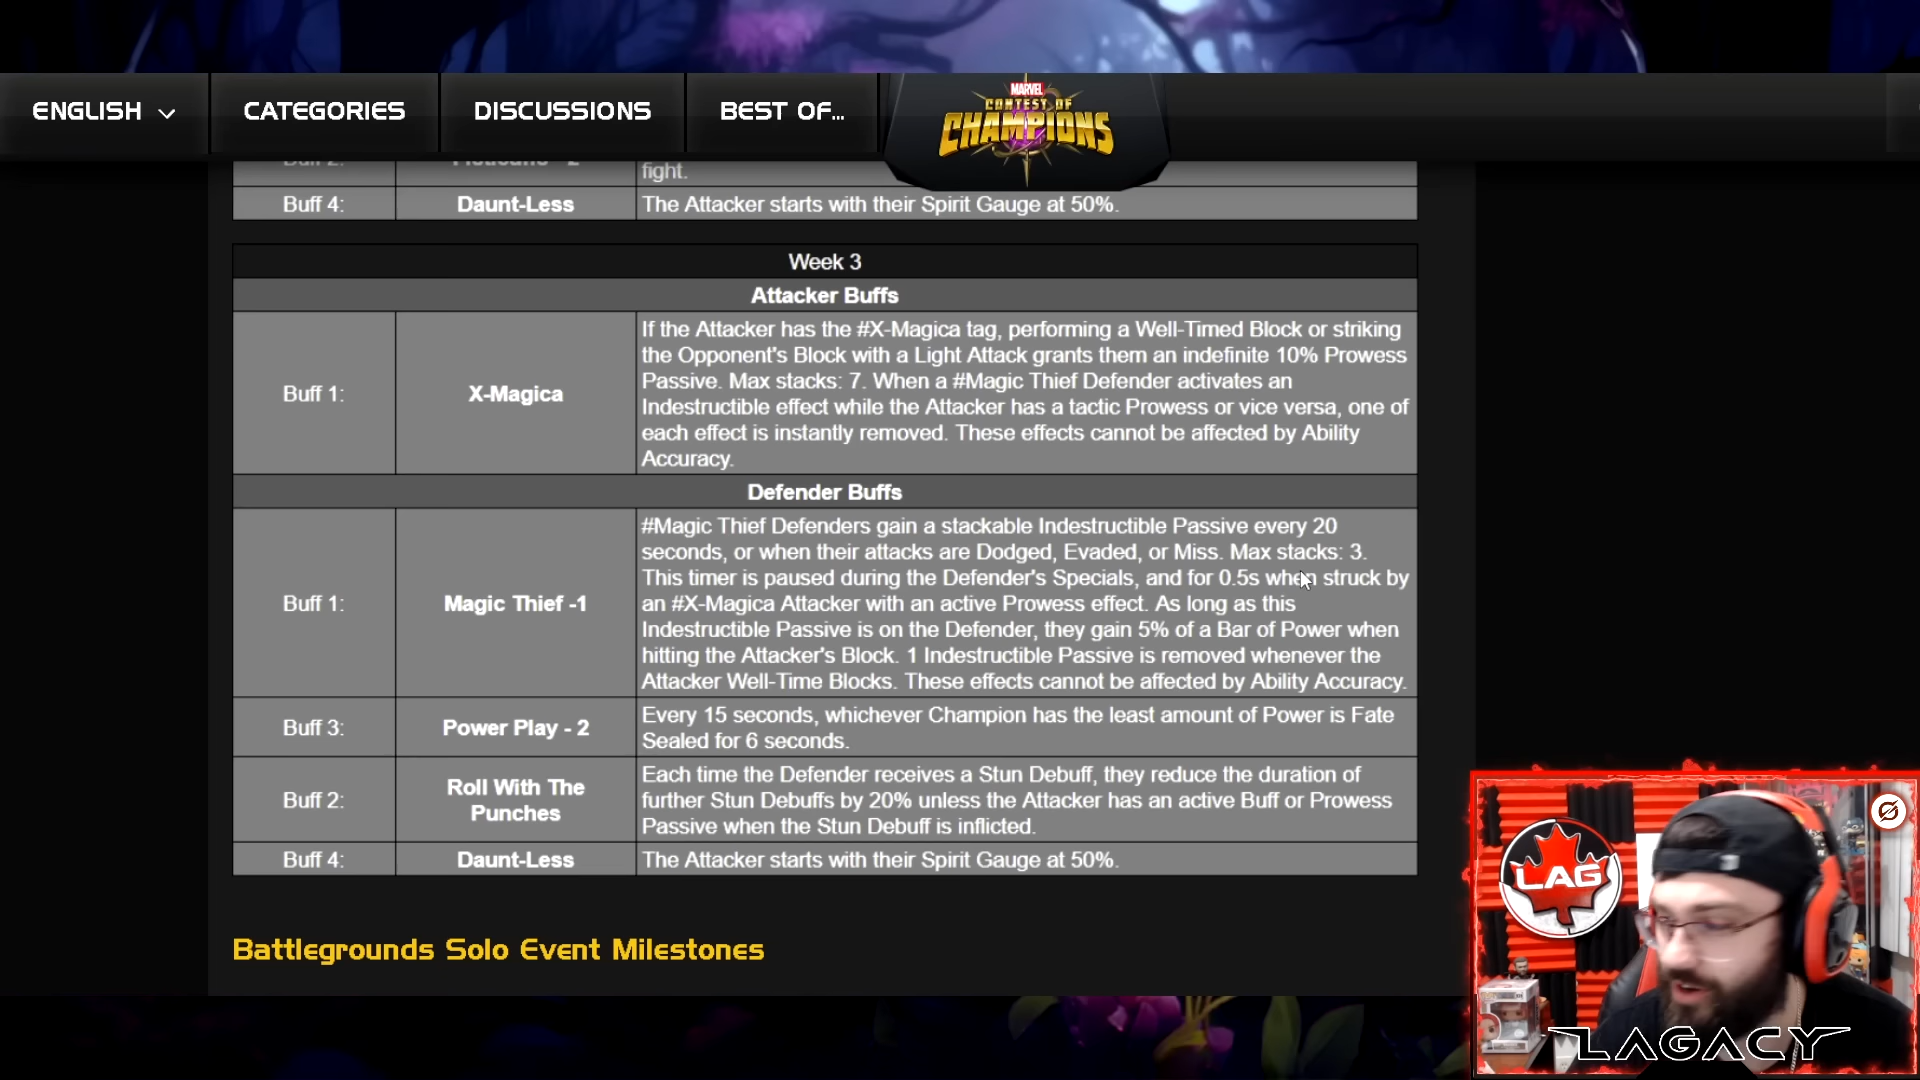 ENGLISH
CATEGORIES
DISCUSSIONS
BEST OF...
MARVEL
CONTEST OF
CHAMPIONS
fight.
Buff 4:
Daunt-Less
The Attacker starts with their Spirit Gauge at 50%.
Week 3
Attacker Buffs
Buff 1:
X-Magica
If the Attacker has the #X-Magica tag, performing a Well-Timed Block or striking
the Opponent's Block with a Light Attack grants them an indefinite 10% Prowess
Passive. Max stacks: 7. When a #Magic Thief Defender activates an
Indestructible effect while the Attacker has a tactic Prowess or vice versa, one of
each effect is instantly removed. These effects cannot be affected by Ability
Accuracy.
Defender Buffs
Buff 1:
Magic Thief -1
#Magic Thief Defenders gain a stackable Indestructible Passive every 20
seconds, or when their attacks are Dodged, Evaded, or Miss. Max stacks: 3.
This timer is paused during the Defender's Specials, and for 0.5s when struck by
an #X-Magica Attacker with an active Prowess effect. As long as this
Indestructible Passive is on the Defender, they gain 5% of a Bar of Power when
hitting the Attacker's Block. 1 Indestructible Passive is removed whenever the
Attacker Well-Time Blocks. These effects cannot be affected by Ability Accuracy.
Buff 3:
Power Play - 2
Every 15 seconds, whichever Champion has the least amount of Power is Fate
Sealed for 6 seconds.
Buff 2:
Roll With The
Punches
Each time the Defender receives a Stun Debuff, they reduce the duration of
further Stun Debuffs by 20% unless the Attacker has an active Buff or Prowess
Passive when the Stun Debuff is inflicted.
Buff 4:
Daunt-Less
The Attacker starts with their Spirit Gauge at 50%.
Battlegrounds Solo Event Milestones
LAG
LAGACY